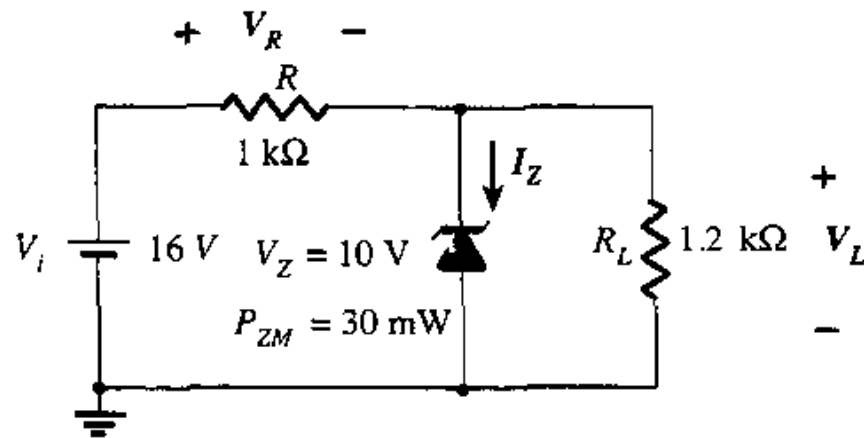 + V_R −
R
1 kΩ
I_Z
+
V_i 16 V V_Z = 10 V R_L 1.2 kΩ V_L
P_ZM = 30 mW
−